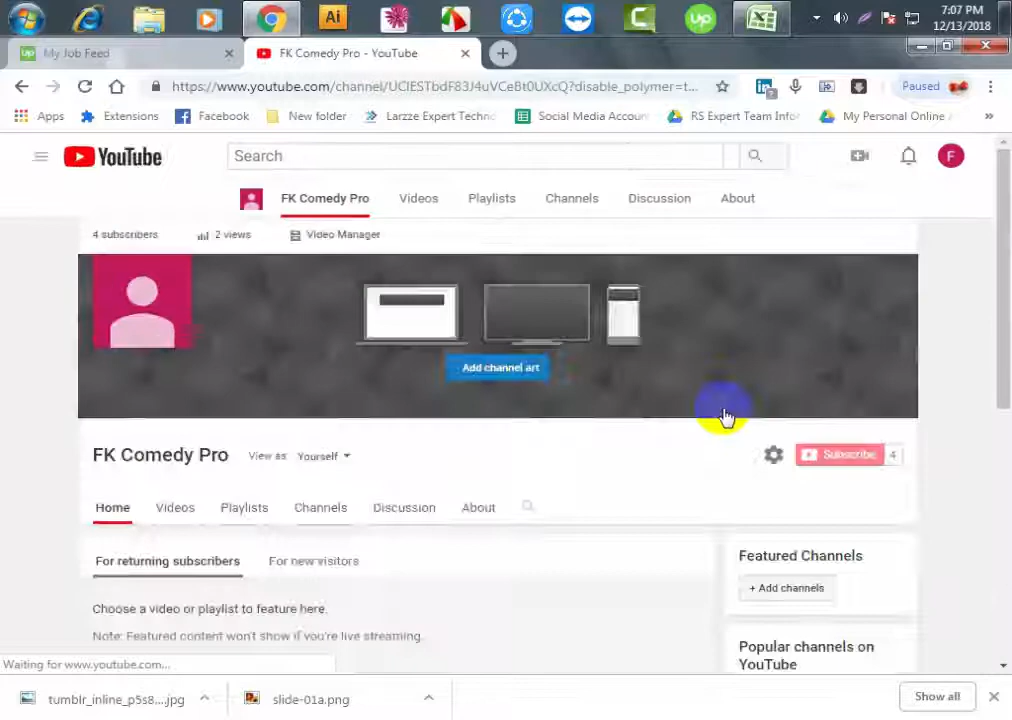 Ai
C
up
7:07 PM
12/13/2018
up My Job Feed
FK Comedy Pro - YouTube
https://www.youtube.com/channel/UClESTbdF83J4uVCeBt0UXcQ?disable_polymer=t...
Paused
Apps Extensions Facebook New folder Larzze Expert Techno Social Media Accoun RS Expert Team Info My Personal Online A »
YouTube
Search
F
FK Comedy Pro Videos Playlists Channels Discussion About
4 subscribers 2 views Video Manager
Add channel art
FK Comedy Pro View as Yourself Subscribe 4
Home Videos Playlists Channels Discussion About
For returning subscribers For new visitors
Featured Channels
+ Add channels
Choose a video or playlist to feature here.
Note: Featured content won't show if you're live streaming.
Popular channels on
YouTube
Waiting for www.youtube.com...
tumblr_inline_p5s8....jpg slide-01a.png Show all